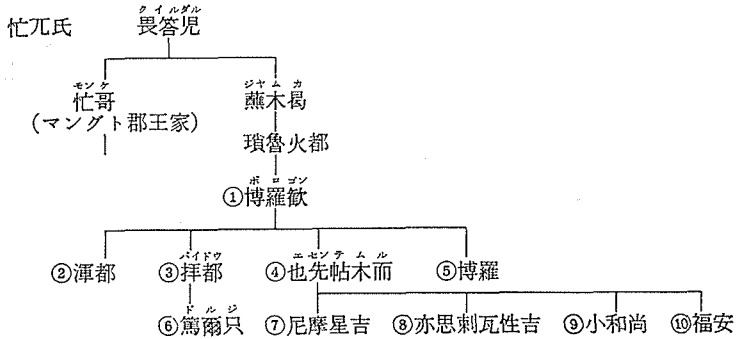 忙兀氏
クイルダル
畏答児
モンケ
忙哥
(マングト郡王家)
ジャムカ
蘸木曷
瑣魯火都
ボロゴン
①博羅歓
②渾都
バイドウ
③拝都
エセンテムル
④也先帖木而
⑤博羅
ドルジ
⑥篤爾只
⑦尼摩星吉
⑧亦思剌瓦性吉
⑨小和尚
⑩福安